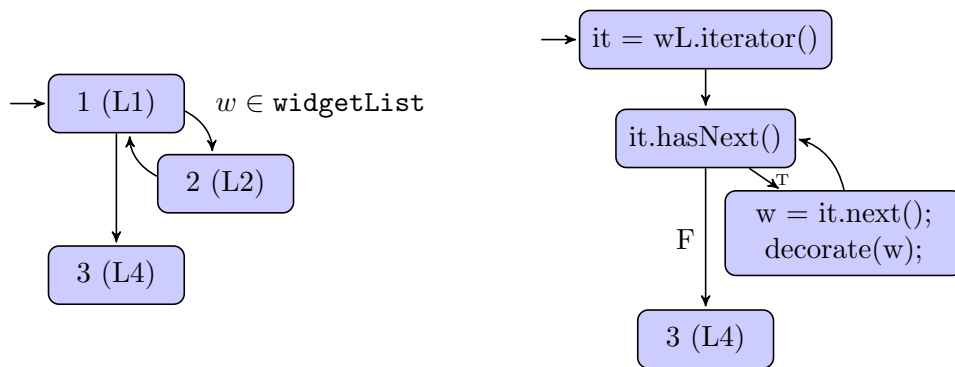 1 (L1)
w ∈ widgetList
2 (L2)
3 (L4)
it = wL.iterator()
it.hasNext()
T
w = it.next();
decorate(w);
F
3 (L4)